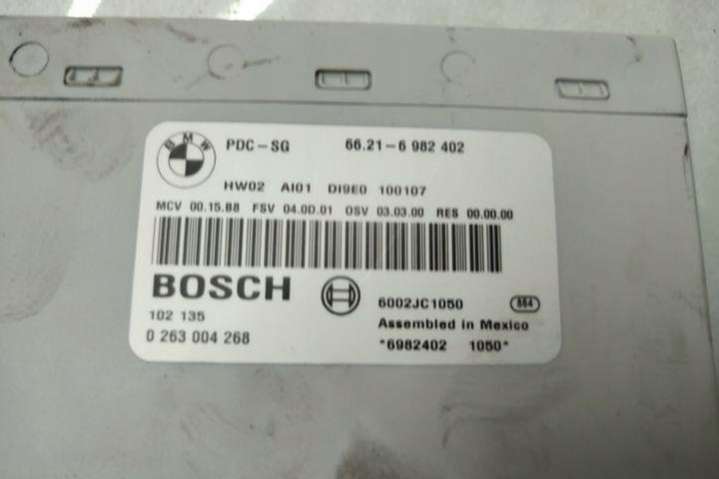 BMW PDC-SG 66.21-6 982 402
HW02 AI01 DI9E0 100107
MCV 00.15.B8 FSV 04.0D.01 OSV 03.03.00 RES 00.00.00
BOSCH 6002JC1050 864
102 135 Assembled in Mexico
0 263 004 268 *6982402 1050*